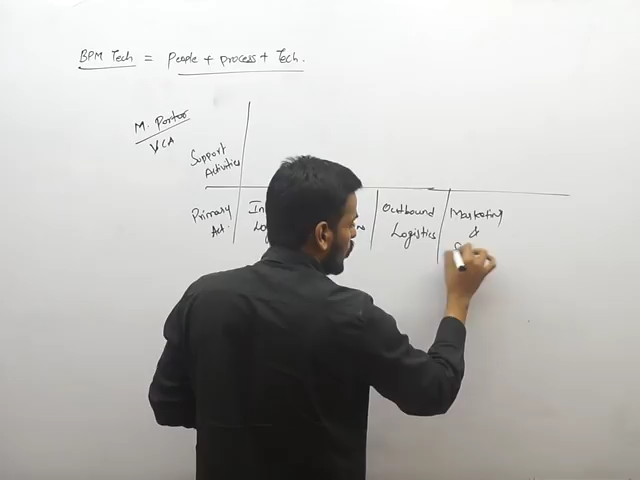 BPM Tech = People + process + Tech.
M. Porter
VCA
Support
Activities
Primary
Act.
Outbound
Logistics
Marketing
&